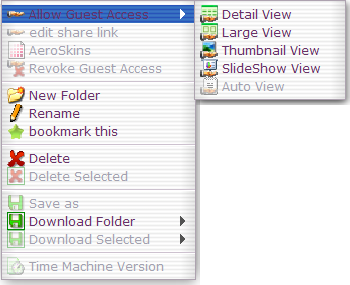 Allow Guest Access
edit share link
AeroSkins
Revoke Guest Access
New Folder
Rename
bookmark this
Delete
Delete Selected
Save as
Download Folder
Download Selected
Time Machine Version
Detail View
Large View
Thumbnail View
SlideShow View
Auto View